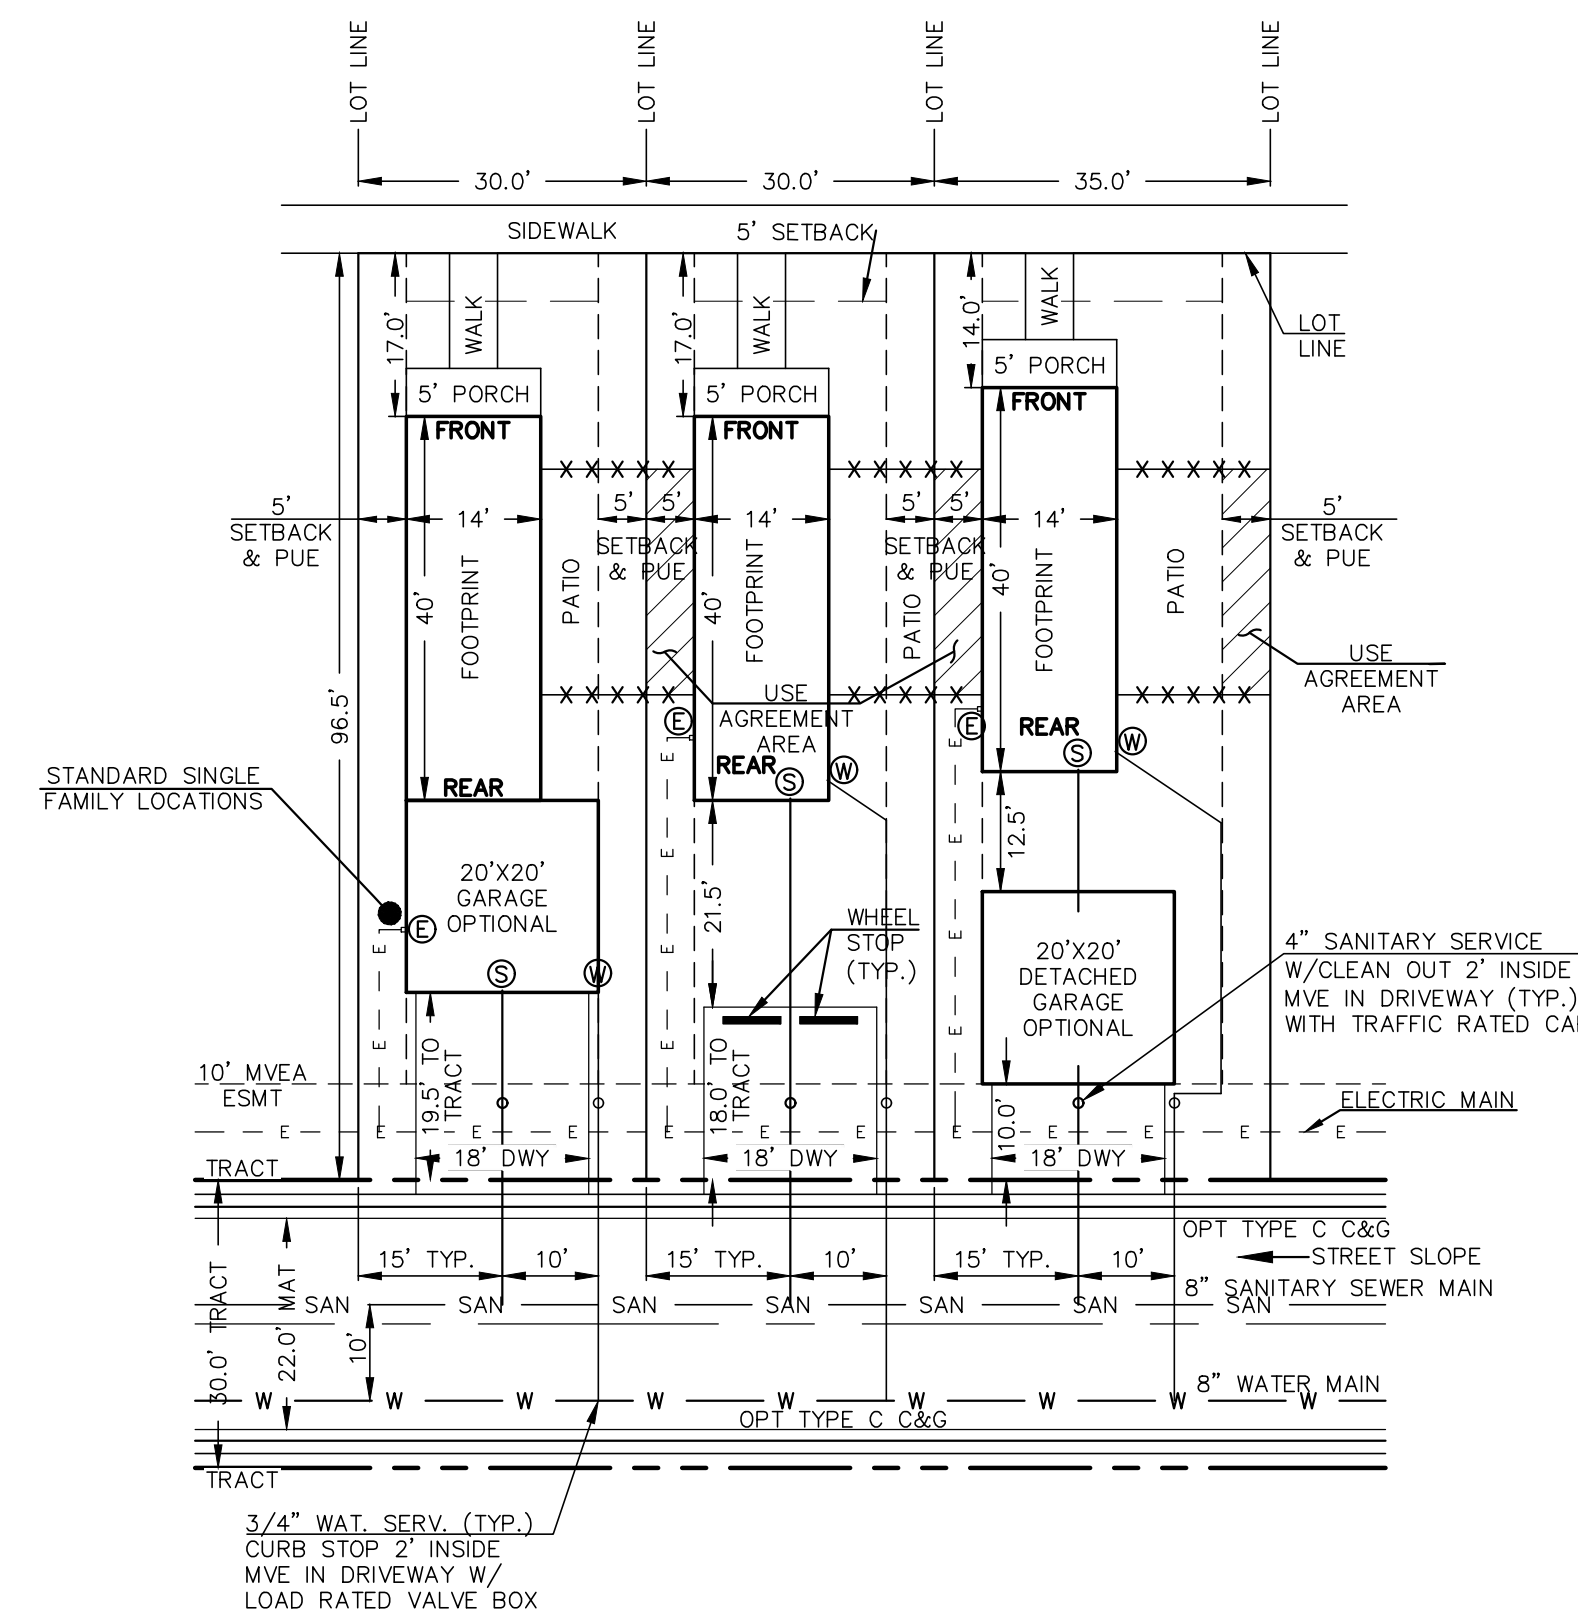 LOT LINE
LOT LINE
LOT LINE
LOT LINE
30.0'
30.0'
35.0'
SIDEWALK
5' SETBACK
17.0'
WALK
17.0'
WALK
14.0'
WALK
LOT
LINE
5' PORCH
5' PORCH
5' PORCH
FRONT
FRONT
FRONT
X X X X X
X X X X X
X X X X X
5'
SETBACK
& PUE
14'
5'
5'
SETBACK
& PUE
14'
5'
5'
SETBACK
& PUE
14'
5'
SETBACK
& PUE
40'
FOOTPRINT
PATIO
40'
FOOTPRINT
PATIO
40'
FOOTPRINT
PATIO
96.5'
USE
AGREEMENT
AREA
USE
AGREEMENT
AREA
X X X X X
X X X X X
X X X X X
E
E
REAR
REAR
REAR
S
W
S
W
STANDARD SINGLE
FAMILY LOCATIONS
20'X20'
GARAGE
OPTIONAL
E
S
W
21.5'
12.5'
WHEEL
STOP
(TYP.)
20'X20'
DETACHED
GARAGE
OPTIONAL
4" SANITARY SERVICE
W/CLEAN OUT 2' INSIDE
MVE IN DRIVEWAY (TYP.)
WITH TRAFFIC RATED CA
E E
E E E E
E E E E
10' MVEA
ESMT
19.5' TO
TRACT
18.0' TO
TRACT
10.0'
ELECTRIC MAIN
E E E E E E E E E E E E
18' DWY
18' DWY
18' DWY
TRACT
OPT TYPE C C&G
STREET SLOPE
15' TYP.
10'
15' TYP.
10'
15' TYP.
10'
8" SANITARY SEWER MAIN
SAN SAN SAN SAN SAN SAN SAN
30.0' TRACT
22.0' MAT
10'
8" WATER MAIN
W W W W W W W W W
OPT TYPE C C&G
TRACT
3/4" WAT. SERV. (TYP.)
CURB STOP 2' INSIDE
MVE IN DRIVEWAY W/
LOAD RATED VALVE BOX